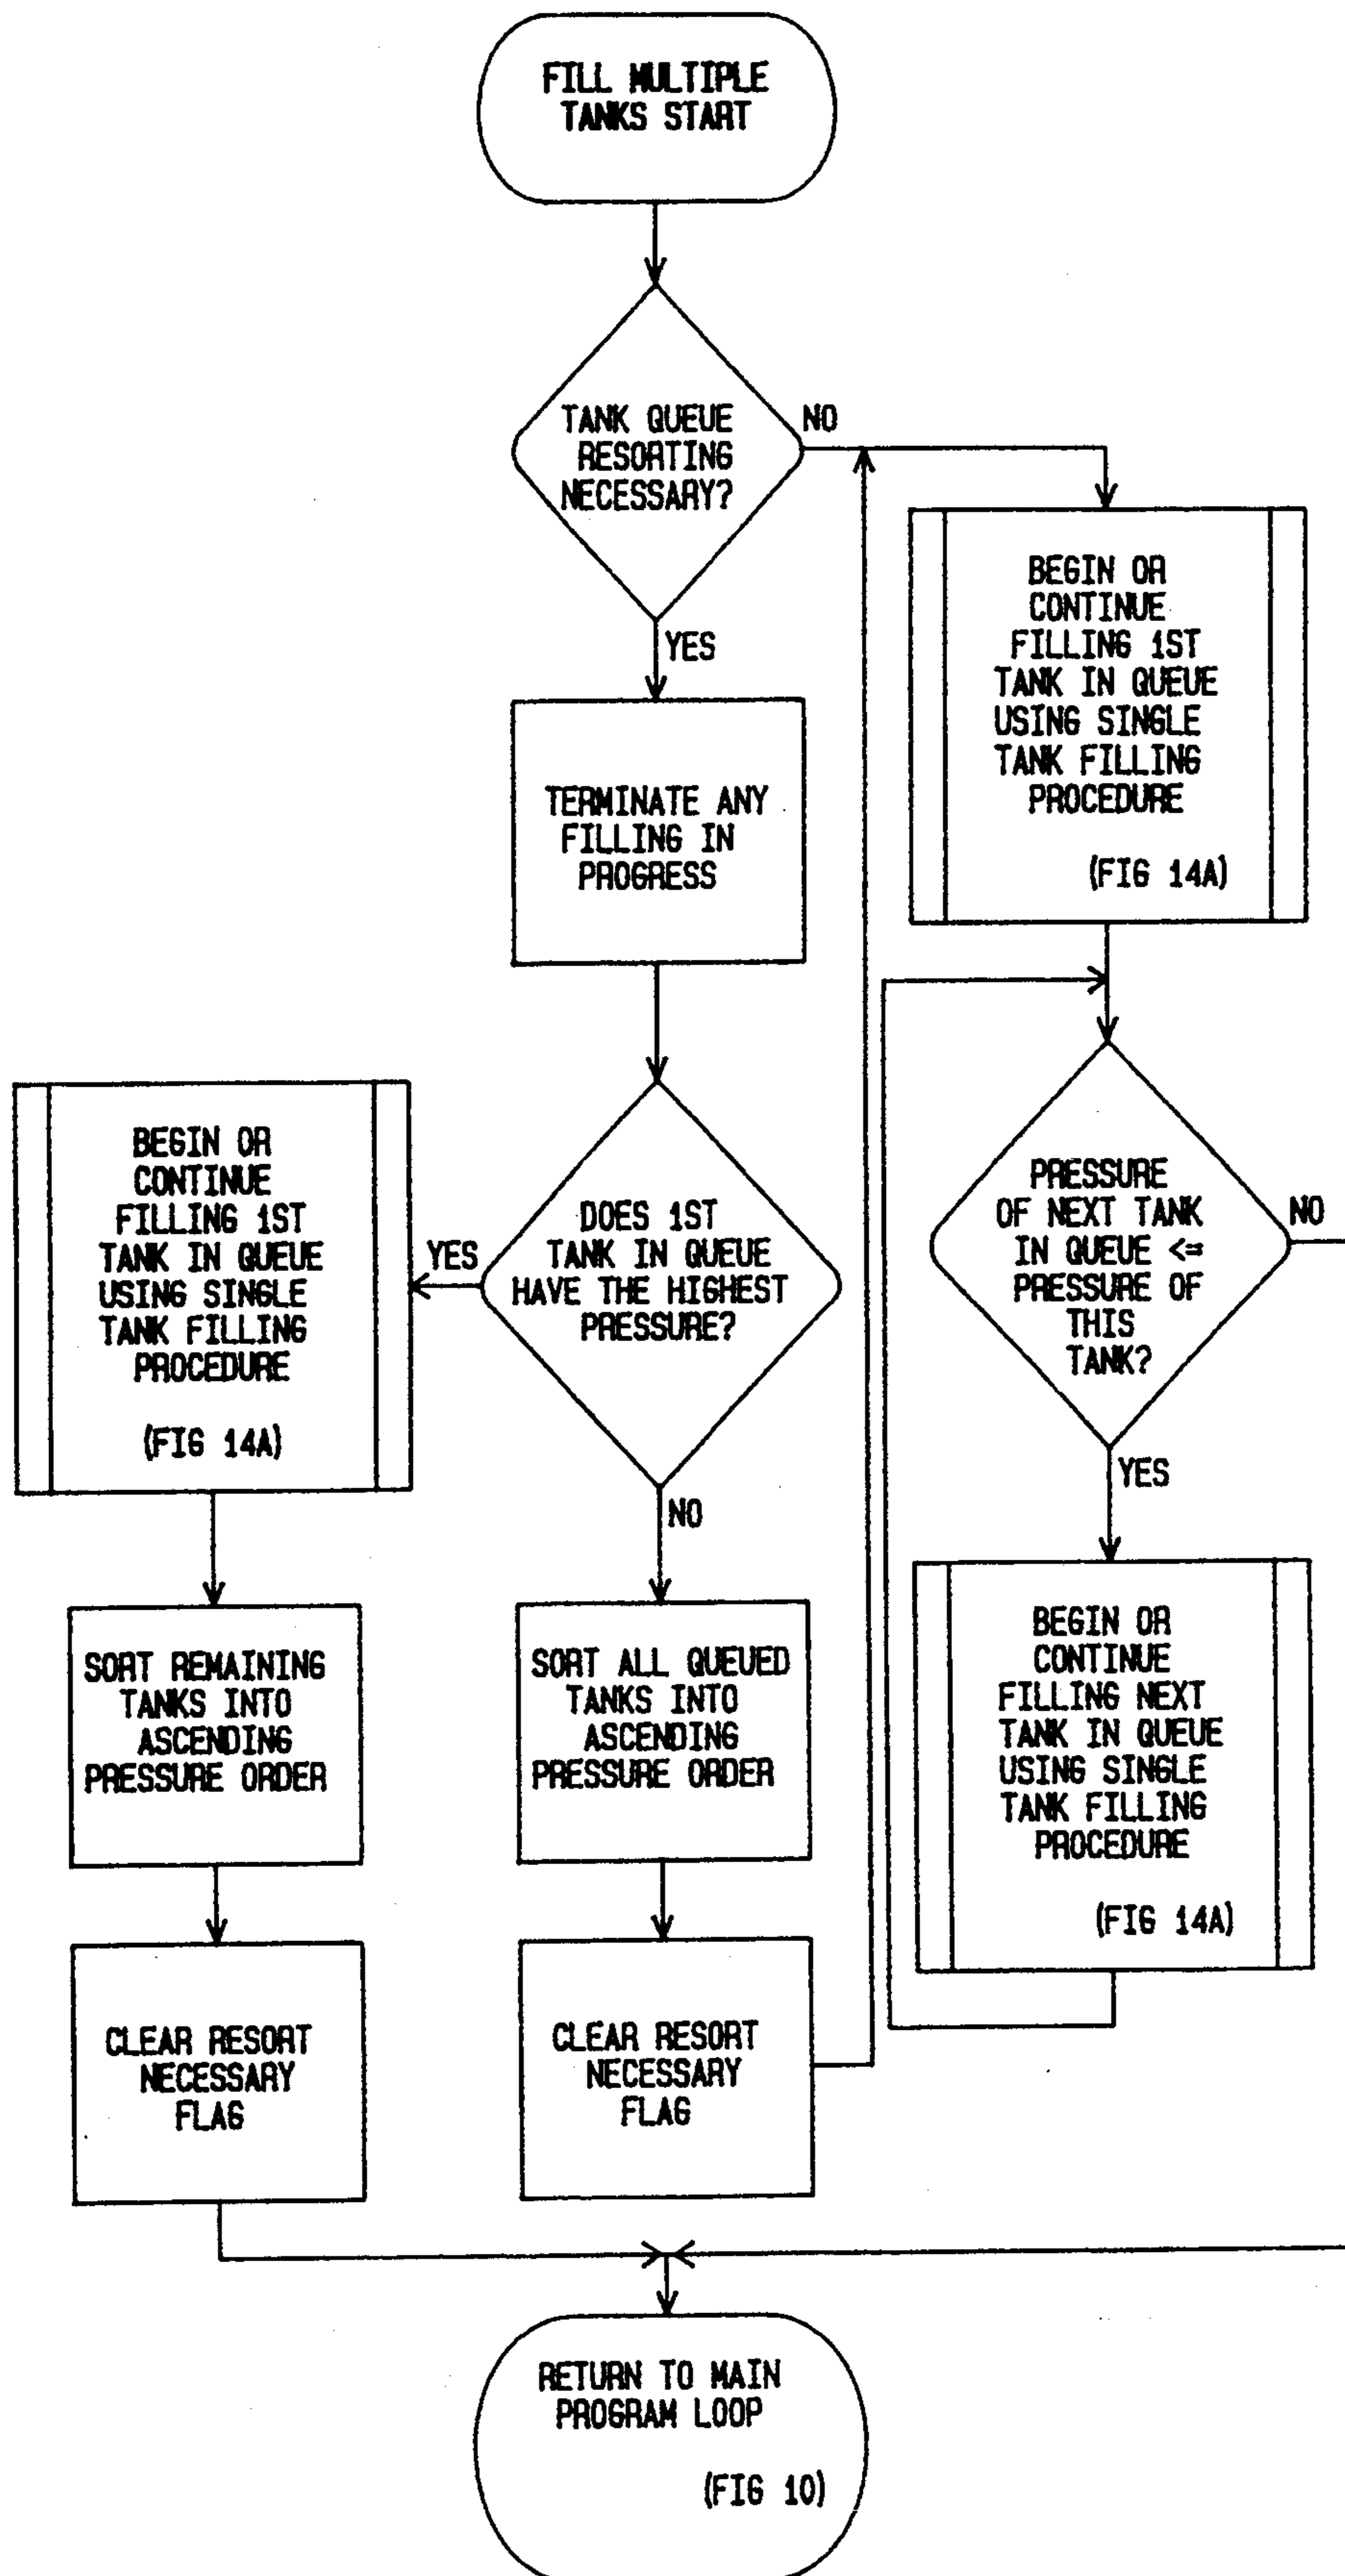 FILL MULTIPLE
TANKS START
TANK QUEUE
RESORTING
NECESSARY?
NO
YES
BEGIN OR
CONTINUE
FILLING 1ST
TANK IN QUEUE
USING SINGLE
TANK FILLING
PROCEDURE
(FIG 14A)
TERMINATE ANY
FILLING IN
PROGRESS
DOES 1ST
TANK IN QUEUE
HAVE THE HIGHEST
PRESSURE?
YES
NO
BEGIN OR
CONTINUE
FILLING 1ST
TANK IN QUEUE
USING SINGLE
TANK FILLING
PROCEDURE
(FIG 14A)
PRESSURE
OF NEXT TANK
IN QUEUE <=
PRESSURE OF
THIS
TANK?
NO
YES
SORT REMAINING
TANKS INTO
ASCENDING
PRESSURE ORDER
SORT ALL QUEUED
TANKS INTO
ASCENDING
PRESSURE ORDER
BEGIN OR
CONTINUE
FILLING NEXT
TANK IN QUEUE
USING SINGLE
TANK FILLING
PROCEDURE
(FIG 14A)
CLEAR RESORT
NECESSARY
FLAG
CLEAR RESORT
NECESSARY
FLAG
RETURN TO MAIN
PROGRAM LOOP
(FIG 10)